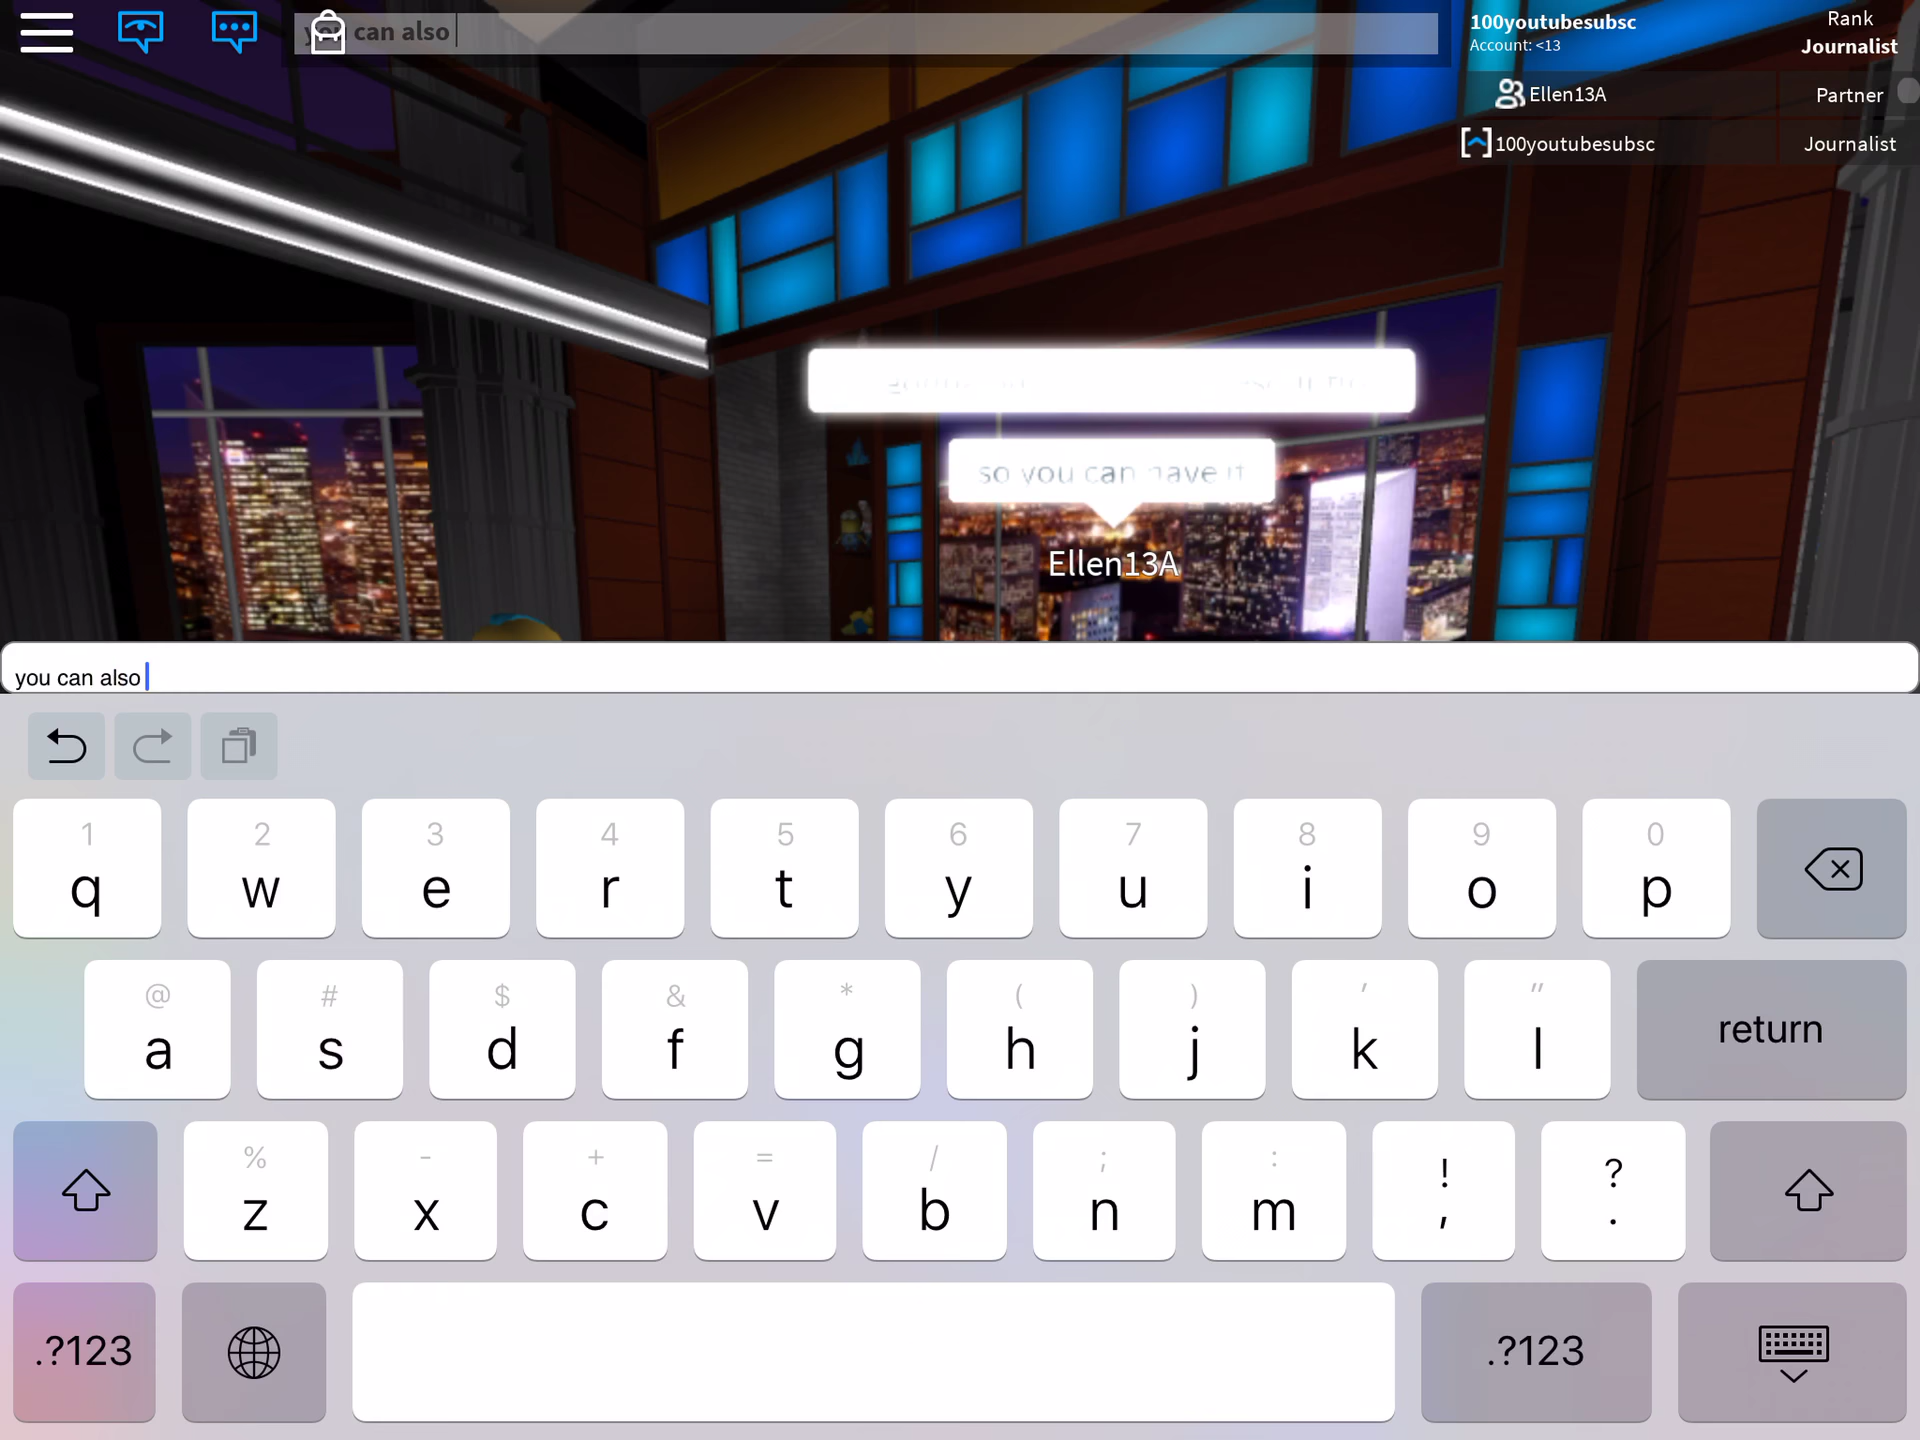 you can also
100youtubesubsc
Account: <13
Rank
Journalist
Ellen13A
Partner
100youtubesubsc
Journalist
so you can have it
Ellen13A
you can also
1 2 3 4 5 6 7 8 9 0
q w e r t y u i o p
@ # $ & * ( ) ' "
a s d f g h j k l return
% - + = / ; : ! ?
z x c v b n m , .
.?123 .?123